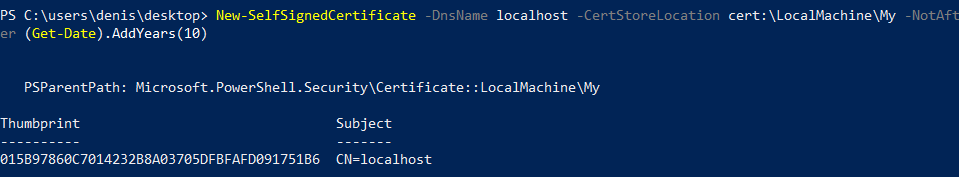 PS C:\users\denis\desktop> New-SelfSignedCertificate -DnsName localhost -CertStoreLocation cert:\LocalMachine\My -NotAft
er (Get-Date).AddYears(10)
PSParentPath: Microsoft.PowerShell.Security\Certificate::LocalMachine\My
Thumbprint Subject
---------- -------
015B97860C7014232B8A03705DFBFAFD091751B6 CN=localhost